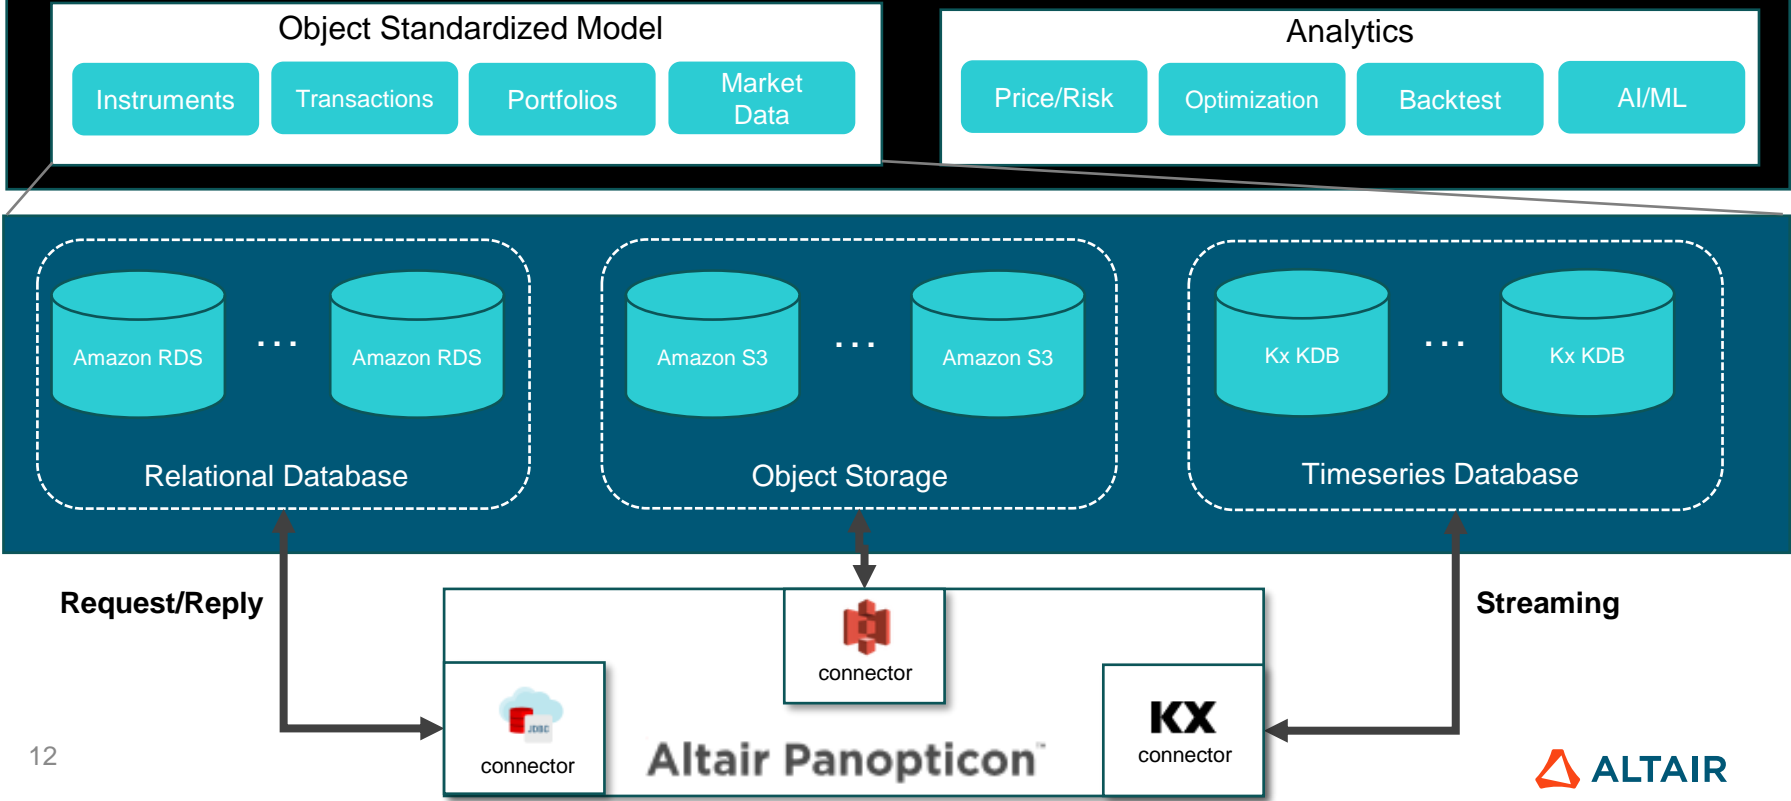 Object Standardized Model
Analytics
Instruments
Transactions
Portfolios
Market
Data
Price/Risk
Optimization
Backtest
AI/ML
Amazon RDS
...
Amazon RDS
Amazon S3
...
Amazon S3
Kx KDB
...
Kx KDB
Relational Database
Object Storage
Timeseries Database
Request/Reply
Streaming
connector
JDBC
connector
KX
connector
Altair Panopticon™
12
ALTAIR